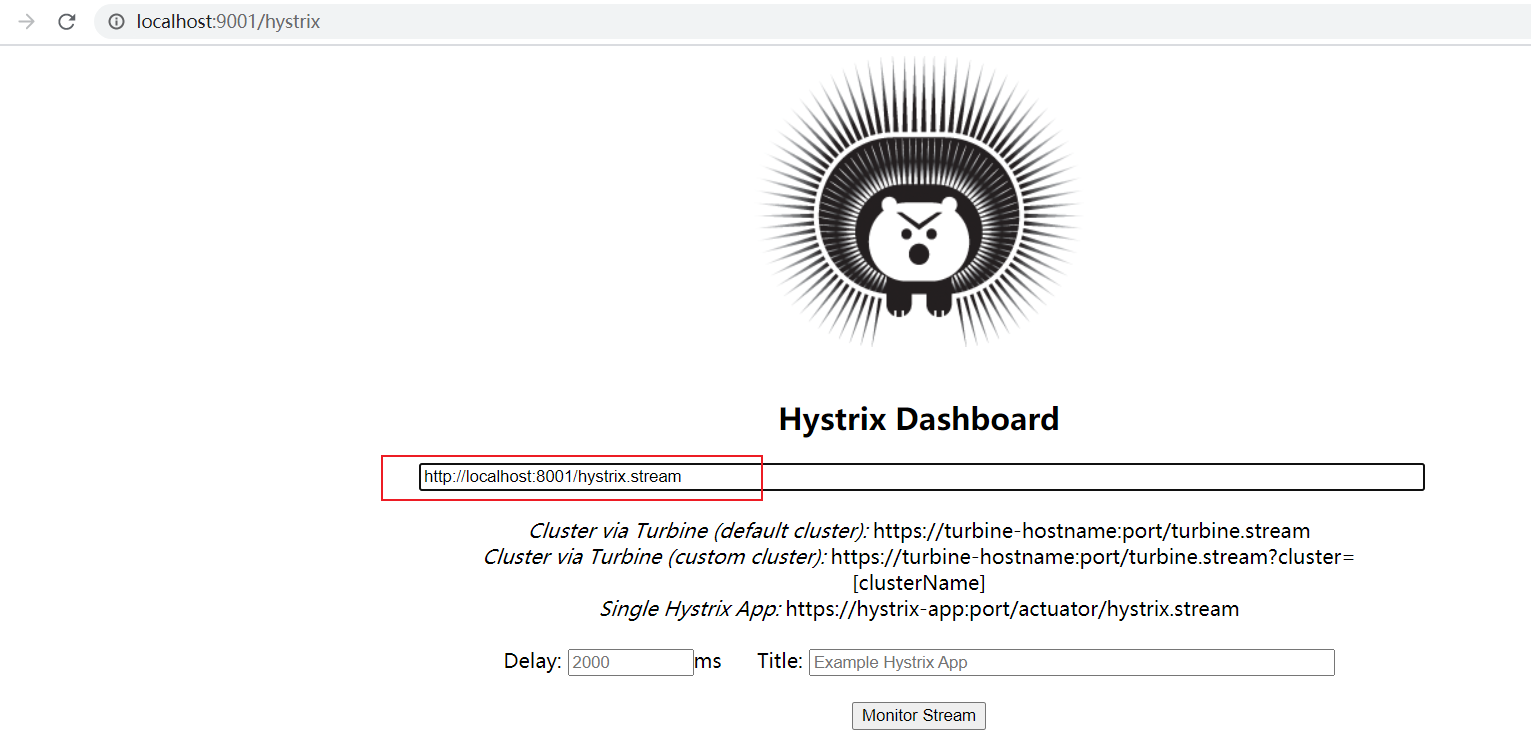 localhost:9001/hystrix
Hystrix Dashboard
http://localhost:8001/hystrix.stream
Cluster via Turbine (default cluster): https://turbine-hostname:port/turbine.stream
Cluster via Turbine (custom cluster): https://turbine-hostname:port/turbine.stream?cluster=
[clusterName]
Single Hystrix App: https://hystrix-app:port/actuator/hystrix.stream
Delay: 2000 ms Title: Example Hystrix App
Monitor Stream